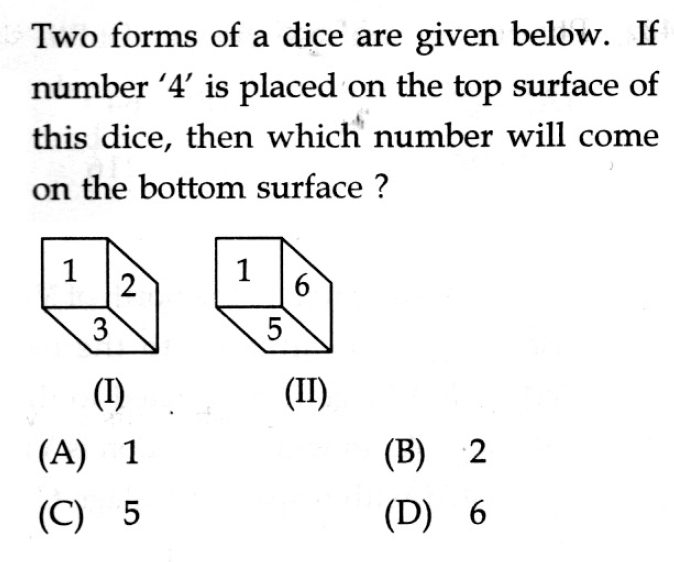 Two forms of a dice are given below. If
number ‘4’ is placed on the top surface of
this dice, then which number will come
on the bottom surface ?
1 2 1 6
3 5
(I) (II)
(A) 1 (B) 2
(C) 5 (D) 6